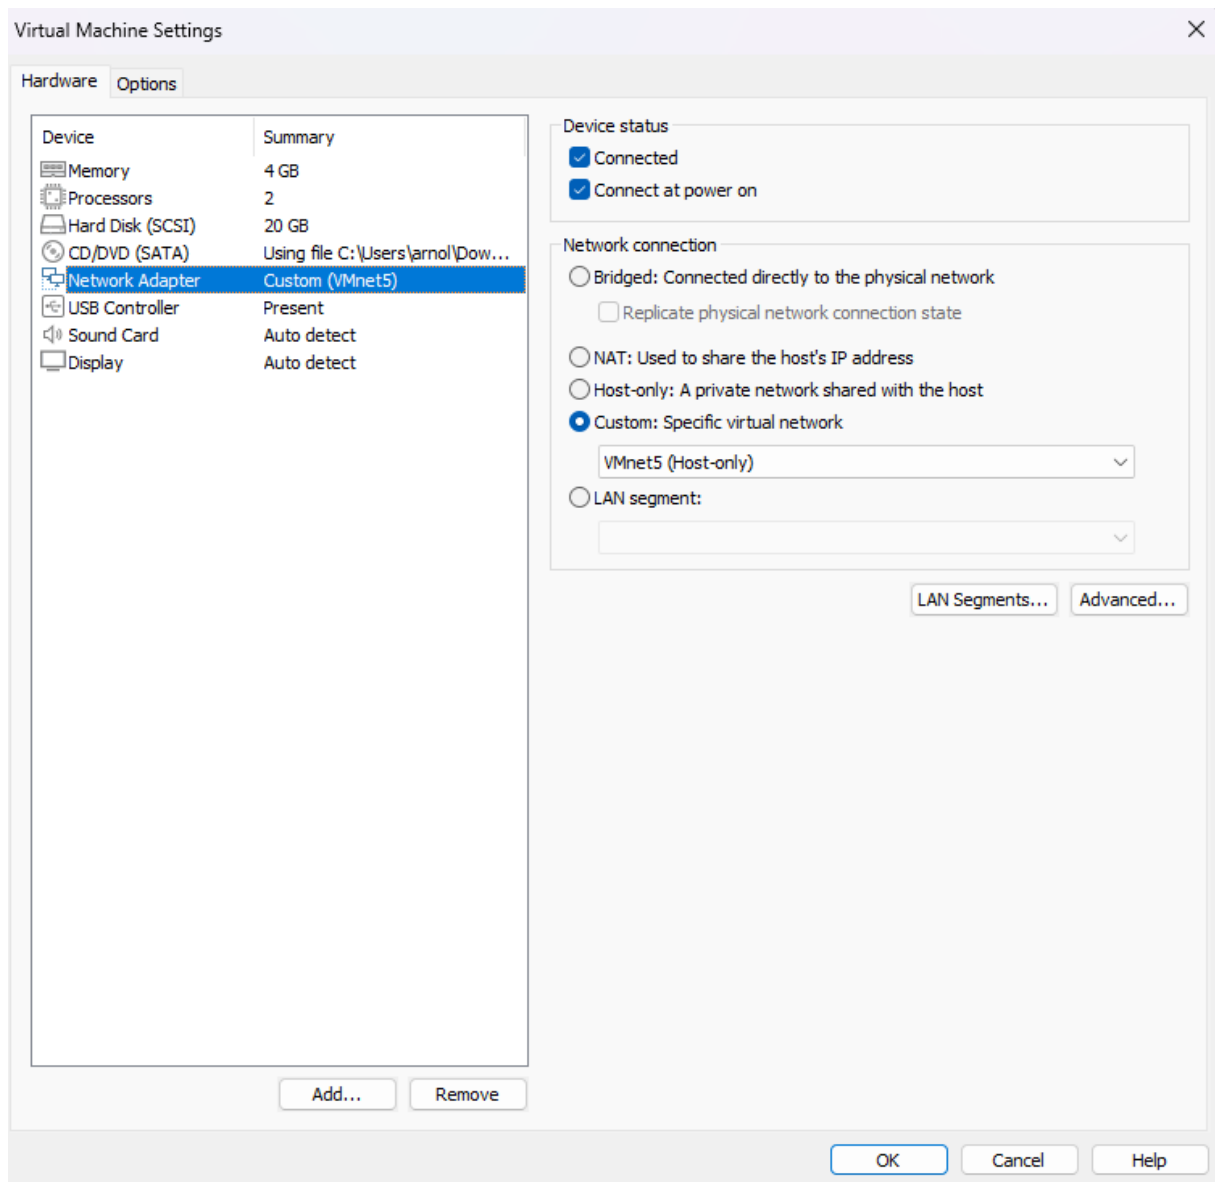 Virtual Machine Settings
Hardware Options
Device Summary
Memory 4 GB
Processors 2
Hard Disk (SCSI) 20 GB
CD/DVD (SATA) Using file C:\Users\arnol\Dow...
Network Adapter Custom (VMnet5)
USB Controller Present
Sound Card Auto detect
Display Auto detect
Add... Remove
Device status
Connected
Connect at power on
Network connection
Bridged: Connected directly to the physical network
Replicate physical network connection state
NAT: Used to share the host's IP address
Host-only: A private network shared with the host
Custom: Specific virtual network
VMnet5 (Host-only)
LAN segment:
LAN Segments... Advanced...
OK Cancel Help